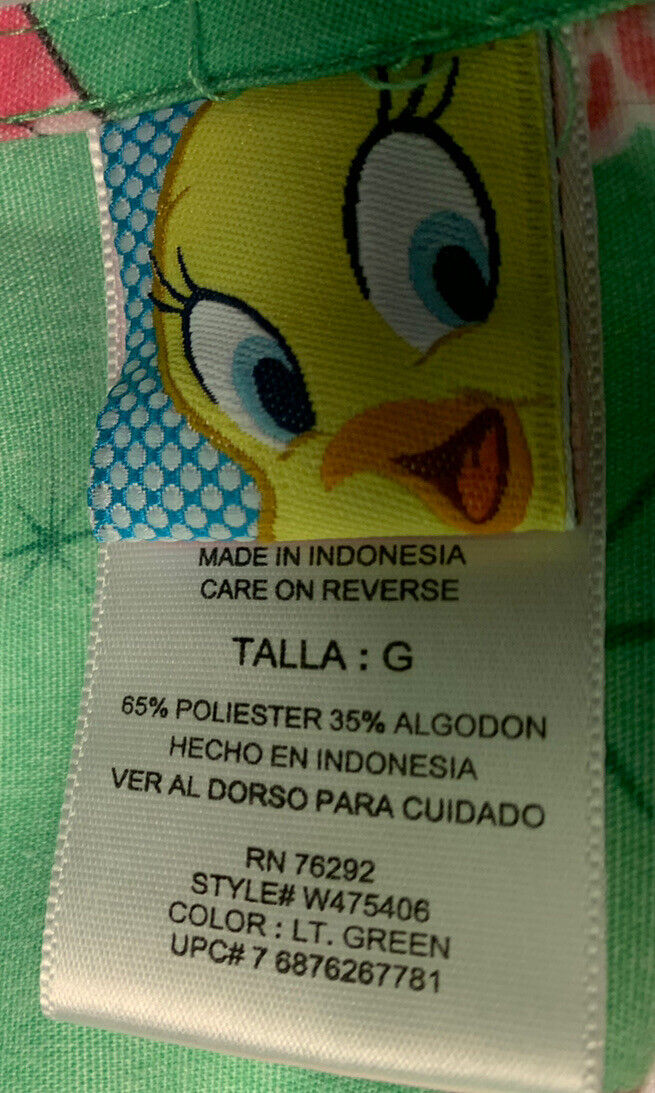 MADE IN INDONESIA
CARE ON REVERSE
TALLA : G
65% POLIESTER 35% ALGODON
HECHO EN INDONESIA
VER AL DORSO PARA CUIDADO
RN 76292
STYLE# W475406
COLOR : LT. GREEN
UPC# 7 6876267781